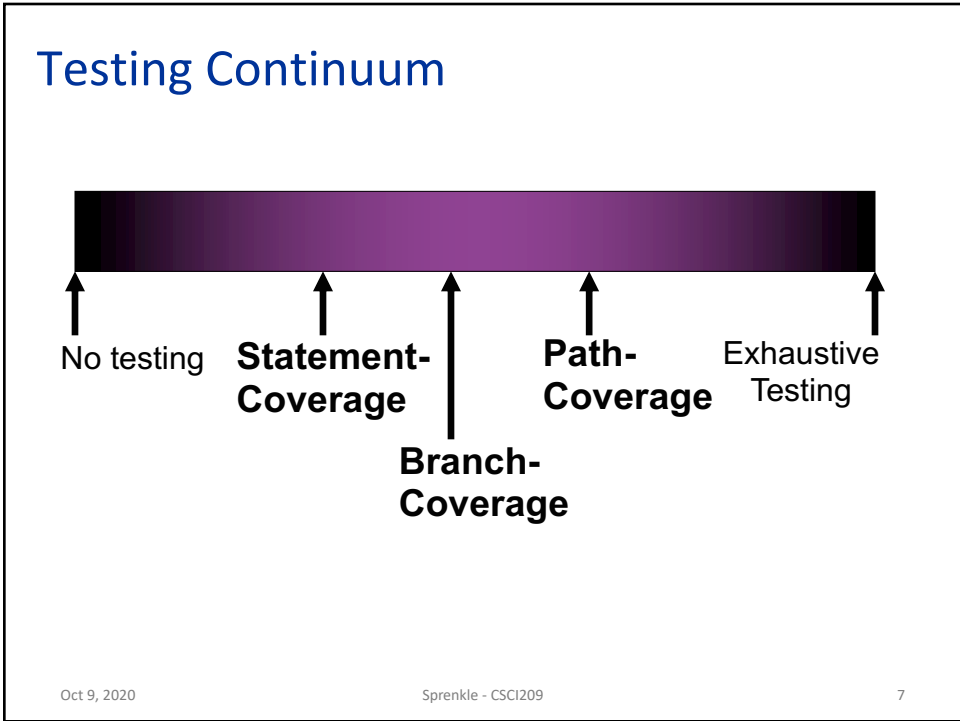 Testing Continuum
No testing
Statement-
Coverage
Branch-
Coverage
Path-
Coverage
Exhaustive
Testing
Oct 9, 2020
Sprenkle - CSCI209
7